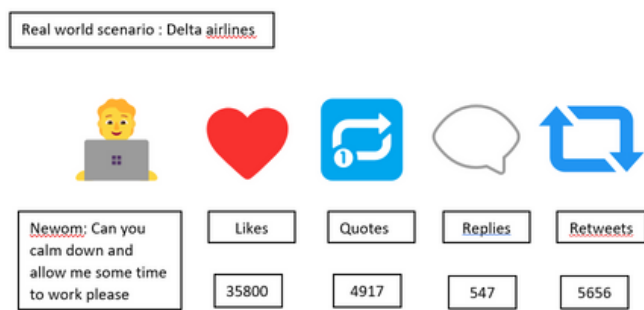 Real world scenario : Delta airlines
1
Newom; Can you
calm down and
allow me some time
to work please
Likes
Quotes
Replies
Retweets
35800
4917
547
5656